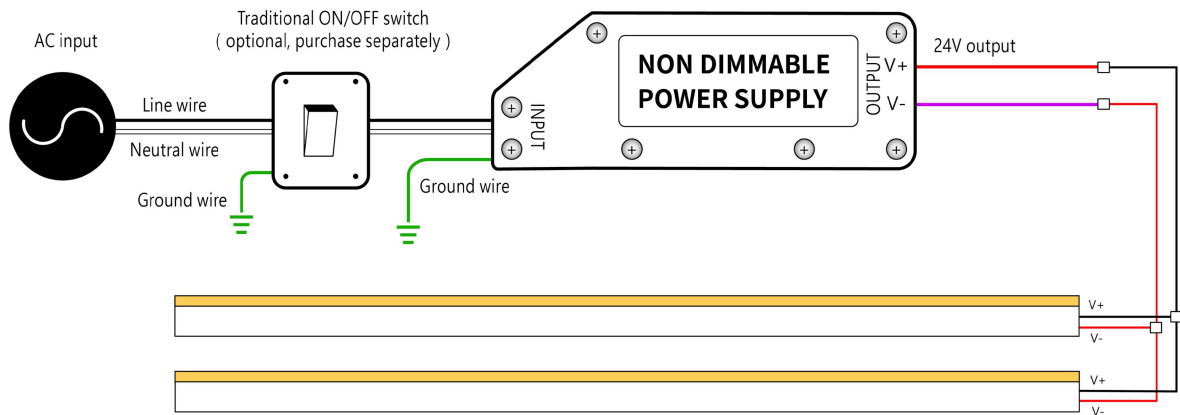 Traditional ON/OFF switch
( optional, purchase separately )
AC input
Line wire
Neutral wire
Ground wire
Ground wire
INPUT
NON DIMMABLE
POWER SUPPLY
OUTPUT
V+
V-
24V output
V+
V-
V+
V-